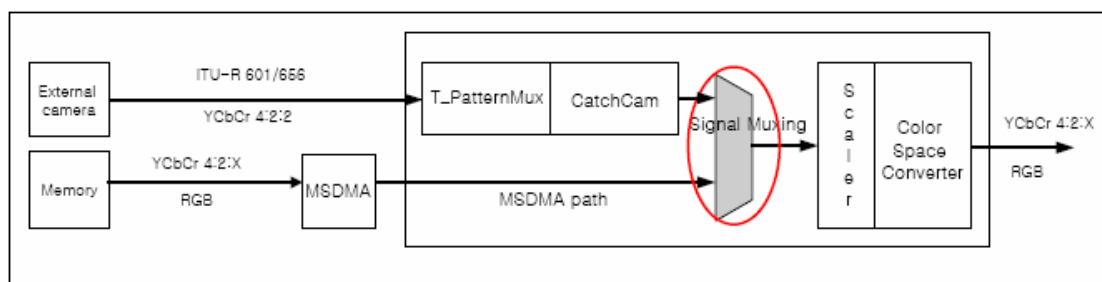 ITU-R 601/656
External
camera
YCbCr 4:2:2
T_PatternMux
CatchCam
Signal Muxing
Scaler
Color
Space
Converter
YCbCr 4:2:X
RGB
Memory
YCbCr 4:2:X
RGB
MSDMA
MSDMA path